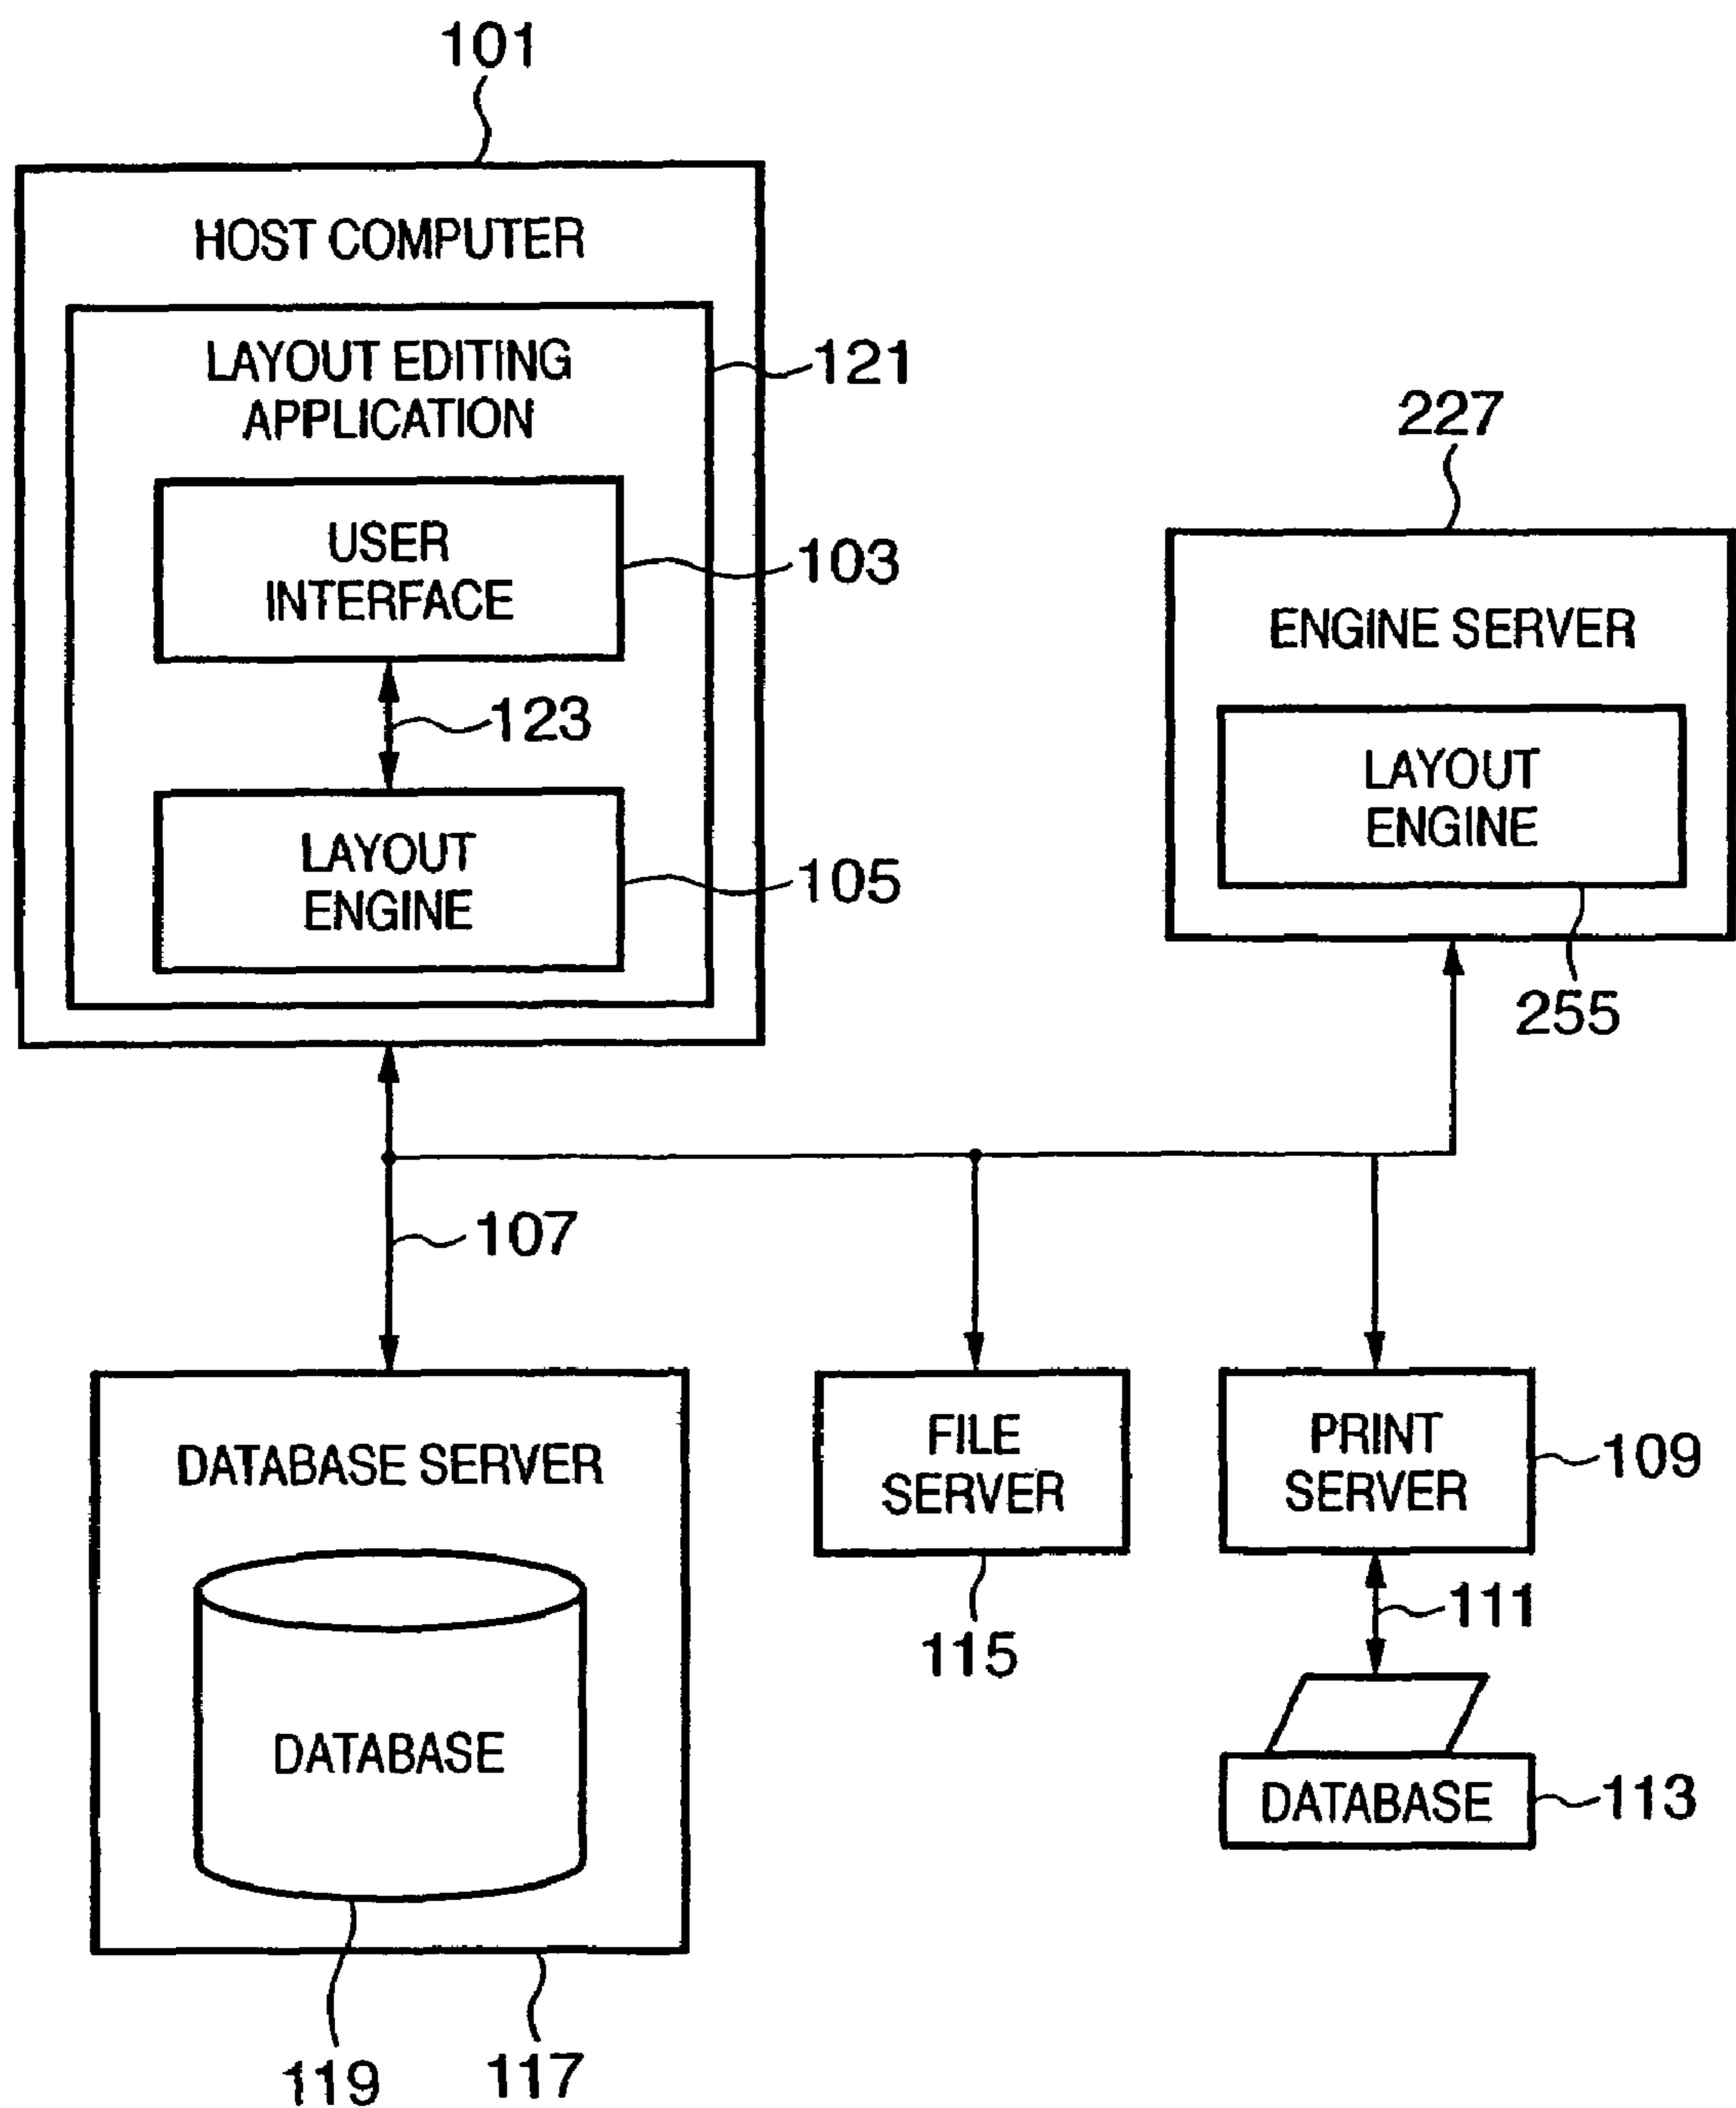 101
HOST COMPUTER
LAYOUT EDITING
APPLICATION
121
USER
INTERFACE
103
123
LAYOUT
ENGINE
105
227
ENGINE SERVER
LAYOUT
ENGINE
255
107
DATABASE SERVER
DATABASE
119
117
FILE
SERVER
115
PRINT
SERVER
109
111
DATABASE
113